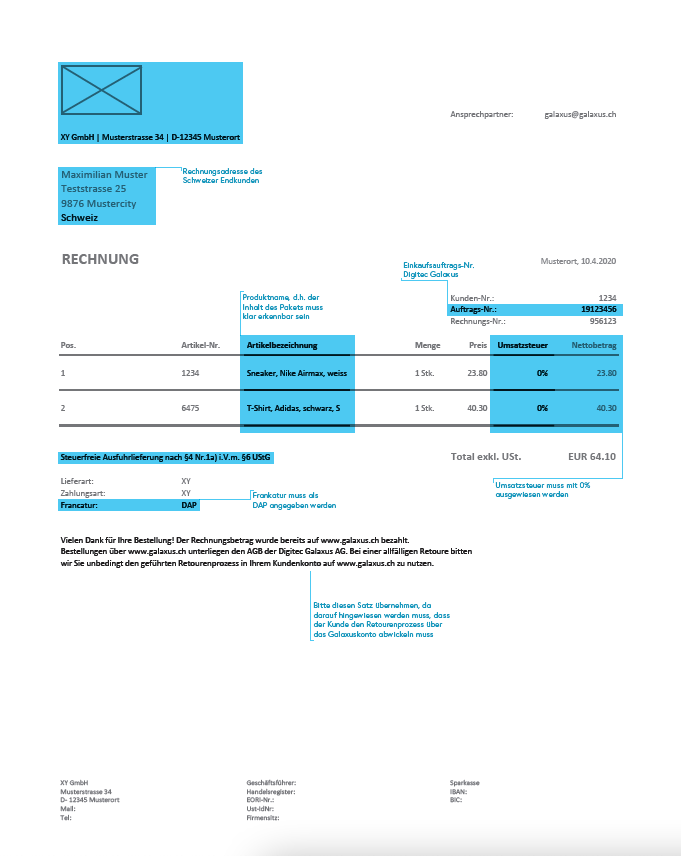 XY GmbH | Musterstrasse 34 | D-12345 Musterort
Ansprechpartner: galaxus@galaxus.ch
Maximilian Muster
Teststrasse 25
9876 Mustercity
Schweiz
Rechnungsadresse des
Schweizer Endkunden
RECHNUNG
Musterort, 10.4.2020
Einkaufsauftrags-Nr.
Digitec Galaxus
Produktname, d.h. der
Inhalt des Pakets muss
klar erkennbar sein
Kunden-Nr.: 1234
Auftrags-Nr.: 19123456
Rechnungs-Nr.: 956123
Pos. Artikel-Nr. Artikelbezeichnung Menge Preis Umsatzsteuer Nettobetrag
1 1234 Sneaker, Nike Airmax, weiss 1 Stk. 23.80 0% 23.80
2 6475 T-Shirt, Adidas, schwarz, S 1 Stk. 40.30 0% 40.30
Steuerfreie Ausfuhrlieferung nach §4 Nr.1a) i.V.m. §6 UStG
Total exkl. USt. EUR 64.10
Lieferart: XY
Zahlungsart: XY
Francatur: DAP
Frankatur muss als
DAP angegeben werden
Umsatzsteuer muss mit 0%
ausgewiesen werden
Vielen Dank für Ihre Bestellung! Der Rechnungsbetrag wurde bereits auf www.galaxus.ch bezahlt.
Bestellungen über www.galaxus.ch unterliegen den AGB der Digitec Galaxus AG. Bei einer allfälligen Retoure bitten
wir Sie unbedingt den geführten Retourenprozess in Ihrem Kundenkonto auf www.galaxus.ch zu nutzen.
Bitte diesen Satz übernehmen, da
darauf hingewiesen werden muss, dass
der Kunde den Retourenprozess über
das Galaxuskonto abwickeln muss
XY GmbH
Musterstrasse 34
D- 12345 Musterort
Mail:
Tel:
Geschäftsführer:
Handelsregister:
EORI-Nr.:
Ust-IdNr:
Firmensitz:
Sparkasse
IBAN:
BIC: